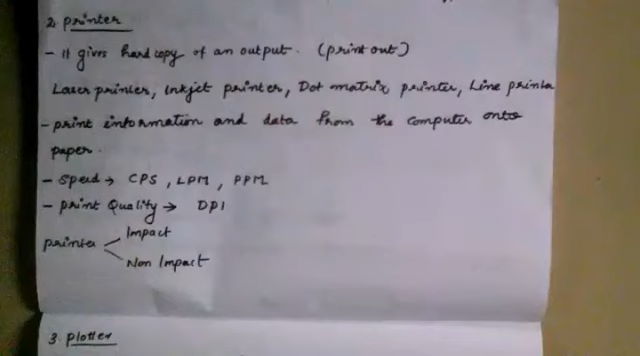 2. printer
- It gives hard copy of an output. (print out)
Laser printer, Inkjet printer, Dot matrix printer, Line printer
- print information and data from the computer onto
paper.
- Speed → CPS, LPM, PPM
- print Quality → DPI
Impact
printer
Non Impact
3. plotter